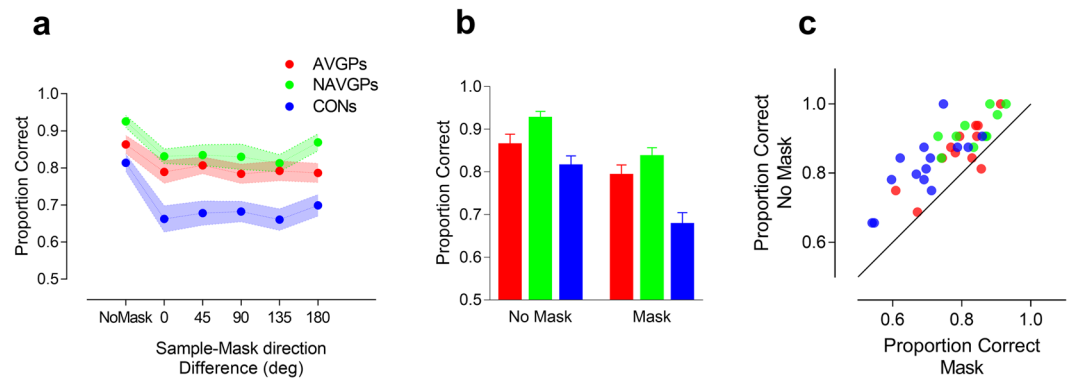 a
AVGPs
NAVGPs
CONs
Proportion Correct
1.0
0.9
0.8
0.7
0.6
0.5
NoMask 0 45 90 135 180
Sample-Mask direction
Difference (deg)
b
Proportion Correct
1.0
0.9
0.8
0.7
0.6
0.5
No Mask Mask
c
Proportion Correct
No Mask
1.0
0.8
0.6
0.6 0.8 1.0
Proportion Correct
Mask